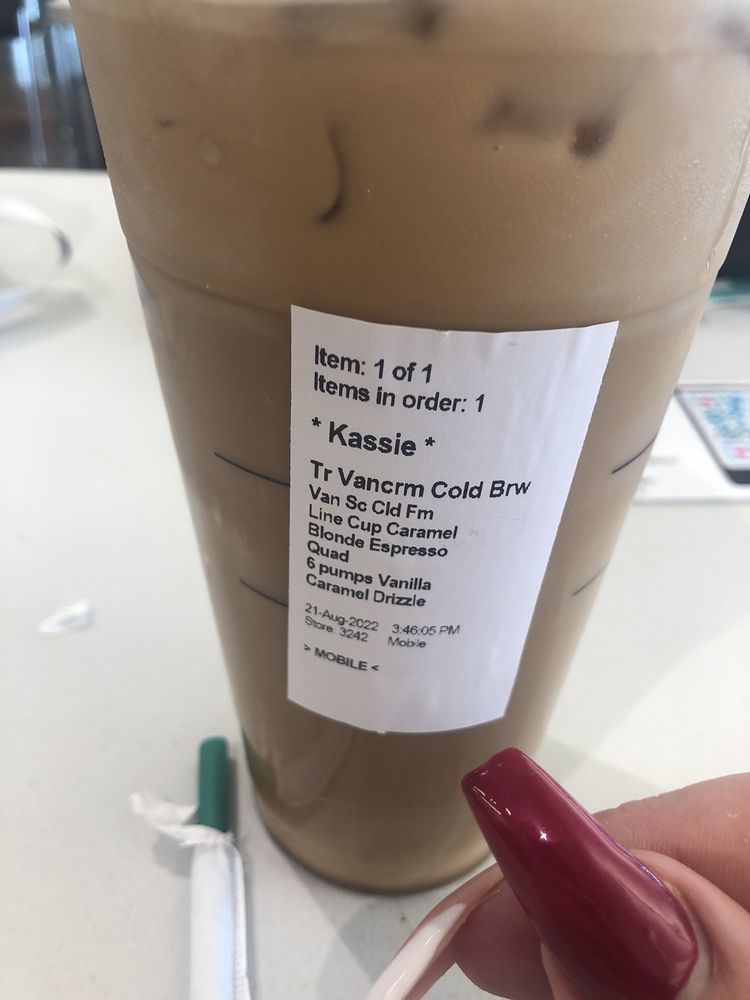 Item: 1 of 1
Items in order: 1
* Kassie *
Tr Vancrm Cold Brw
Van Sc Cld Fm
Line Cup Caramel
Blonde Espresso
Quad
6 pumps Vanilla
Caramel Drizzle
21-Aug-2022 3:46:05 PM
Store 3242 Mobile
> MOBILE <